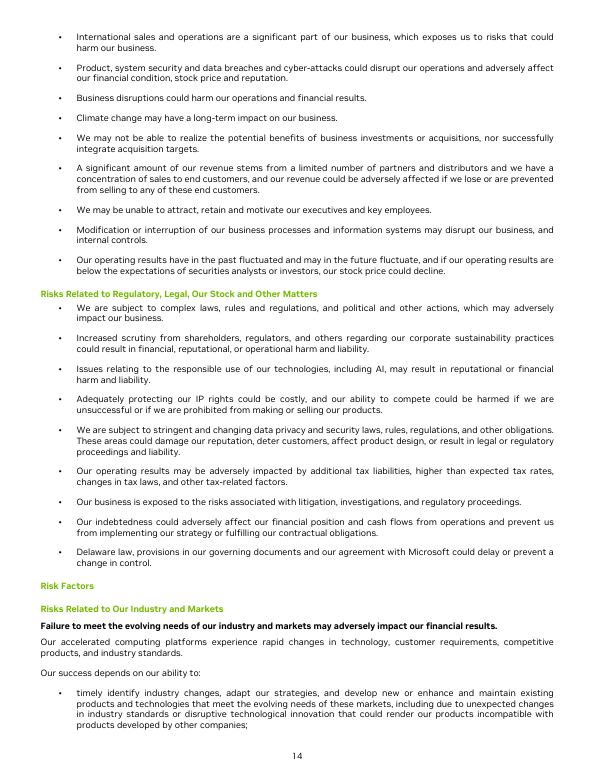 • International sales and operations are a significant part of our business, which exposes us to risks that could
harm our business.
• Product, system security and data breaches and cyber-attacks could disrupt our operations and adversely affect
our financial condition, stock price and reputation.
• Business disruptions could harm our operations and financial results.
• Climate change may have a long-term impact on our business.
• We may not be able to realize the potential benefits of business investments or acquisitions, nor successfully
integrate acquisition targets.
• A significant amount of our revenue stems from a limited number of partners and distributors and we have a
concentration of sales to end customers, and our revenue could be adversely affected if we lose or are prevented
from selling to any of these end customers.
• We may be unable to attract, retain and motivate our executives and key employees.
• Modification or interruption of our business processes and information systems may disrupt our business, and
internal controls.
• Our operating results have in the past fluctuated and may in the future fluctuate, and if our operating results are
below the expectations of securities analysts or investors, our stock price could decline.
Risks Related to Regulatory, Legal, Our Stock and Other Matters
• We are subject to complex laws, rules and regulations, and political and other actions, which may adversely
impact our business.
• Increased scrutiny from shareholders, regulators, and others regarding our corporate sustainability practices
could result in financial, reputational, or operational harm and liability.
• Issues relating to the responsible use of our technologies, including AI, may result in reputational or financial
harm and liability.
• Adequately protecting our IP rights could be costly, and our ability to compete could be harmed if we are
unsuccessful or if we are prohibited from making or selling our products.
• We are subject to stringent and changing data privacy and security laws, rules, regulations, and other obligations.
These areas could damage our reputation, deter customers, affect product design, or result in legal or regulatory
proceedings and liability.
• Our operating results may be adversely impacted by additional tax liabilities, higher than expected tax rates,
changes in tax laws, and other tax-related factors.
• Our business is exposed to the risks associated with litigation, investigations, and regulatory proceedings.
• Our indebtedness could adversely affect our financial position and cash flows from operations and prevent us
from implementing our strategy or fulfilling our contractual obligations.
• Delaware law, provisions in our governing documents and our agreement with Microsoft could delay or prevent a
change in control.
Risk Factors
Risks Related to Our Industry and Markets
Failure to meet the evolving needs of our industry and markets may adversely impact our financial results.
Our accelerated computing platforms experience rapid changes in technology, customer requirements, competitive
products, and industry standards.
Our success depends on our ability to:
• timely identify industry changes, adapt our strategies, and develop new or enhance and maintain existing
products and technologies that meet the evolving needs of these markets, including due to unexpected changes
in industry standards or disruptive technological innovation that could render our products incompatible with
products developed by other companies;
14